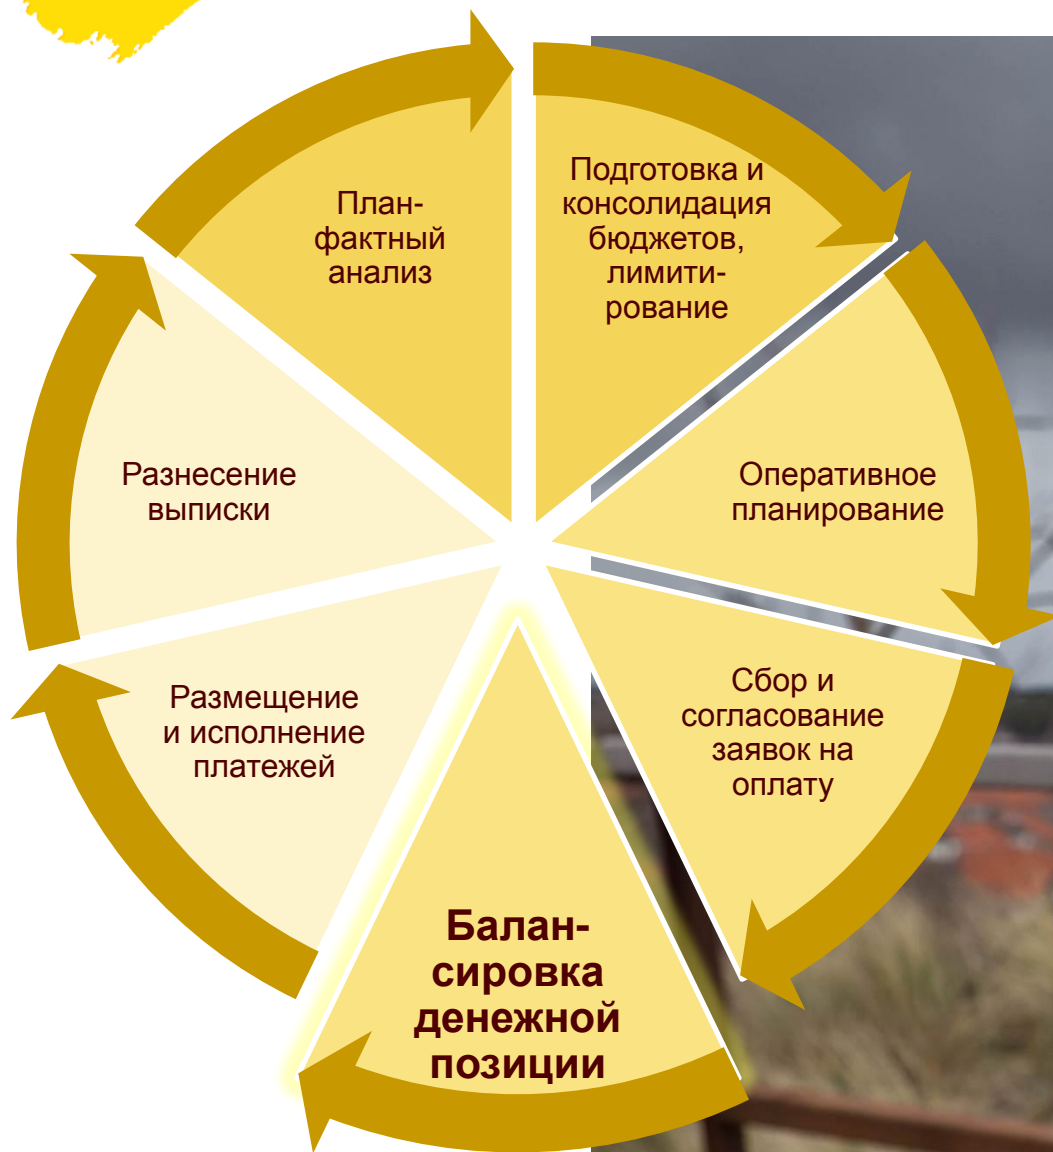 План-
фактный
анализ
Подготовка и
консолидация
бюджетов,
лимити-
рование
Оперативное
планирование
Сбор и
согласование
заявок на
оплату
Балан-
сировка
денежной
позиции
Размещение
и исполнение
платежей
Разнесение
выписки